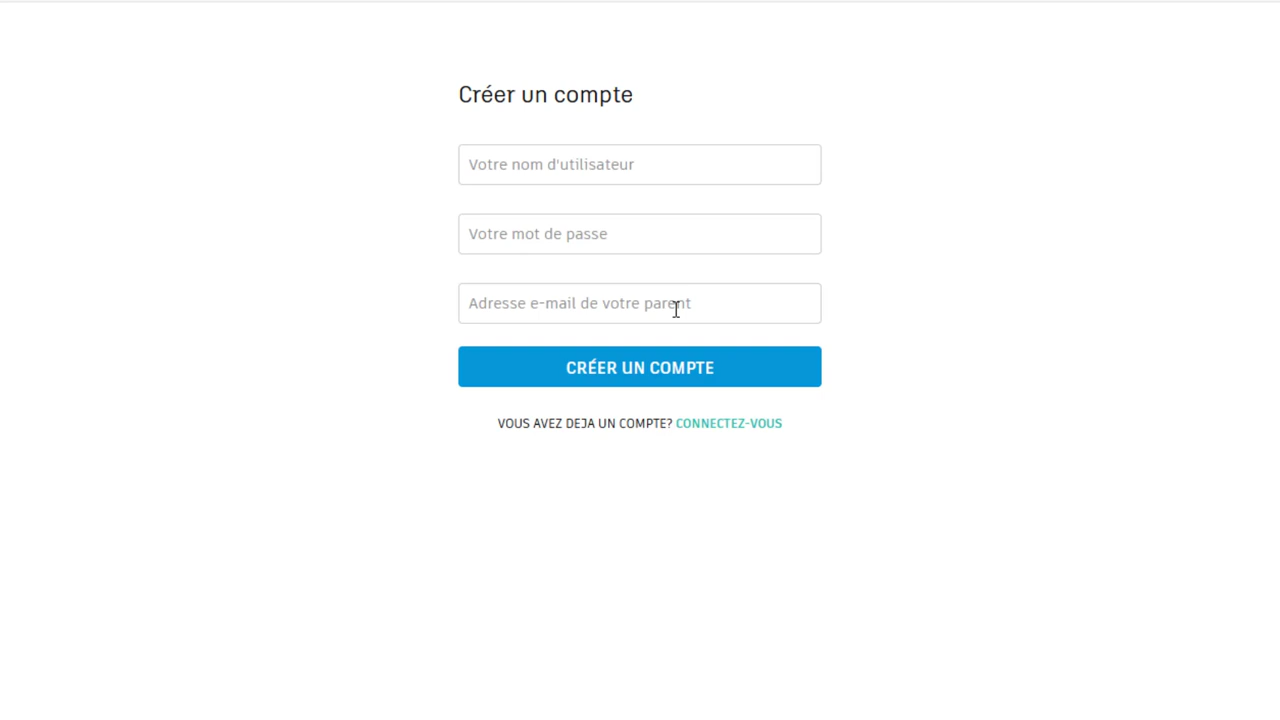 Créer un compte
Votre nom d'utilisateur
Votre mot de passe
Adresse e-mail de votre parent
CRÉER UN COMPTE
VOUS AVEZ DEJA UN COMPTE? CONNECTEZ-VOUS